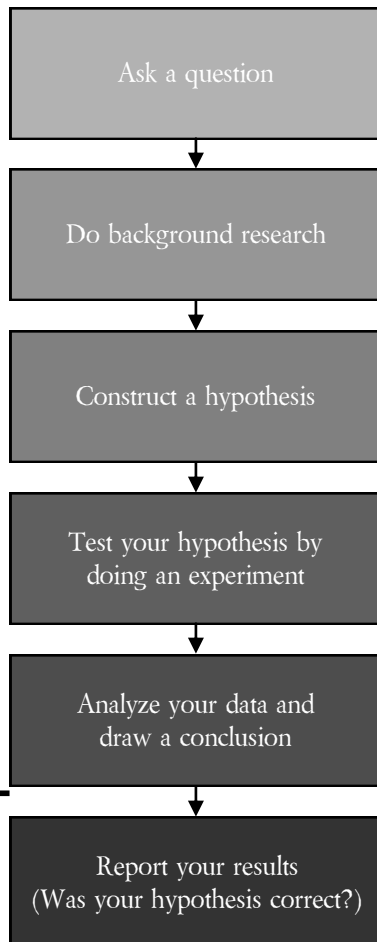 Ask a question
Do background research
Construct a hypothesis
Test your hypothesis by
doing an experiment
Analyze your data and
draw a conclusion
Report your results
(Was your hypothesis correct?)